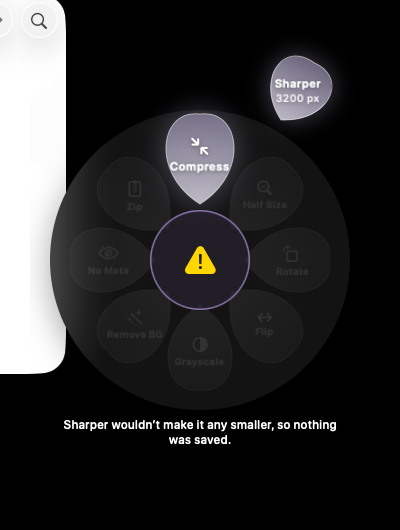 Sharper
3200 px
Compress
Zip
Half Size
No Meta
Rotate
Remove BG
Flip
Grayscale
Sharper wouldn’t make it any smaller, so nothing
was saved.